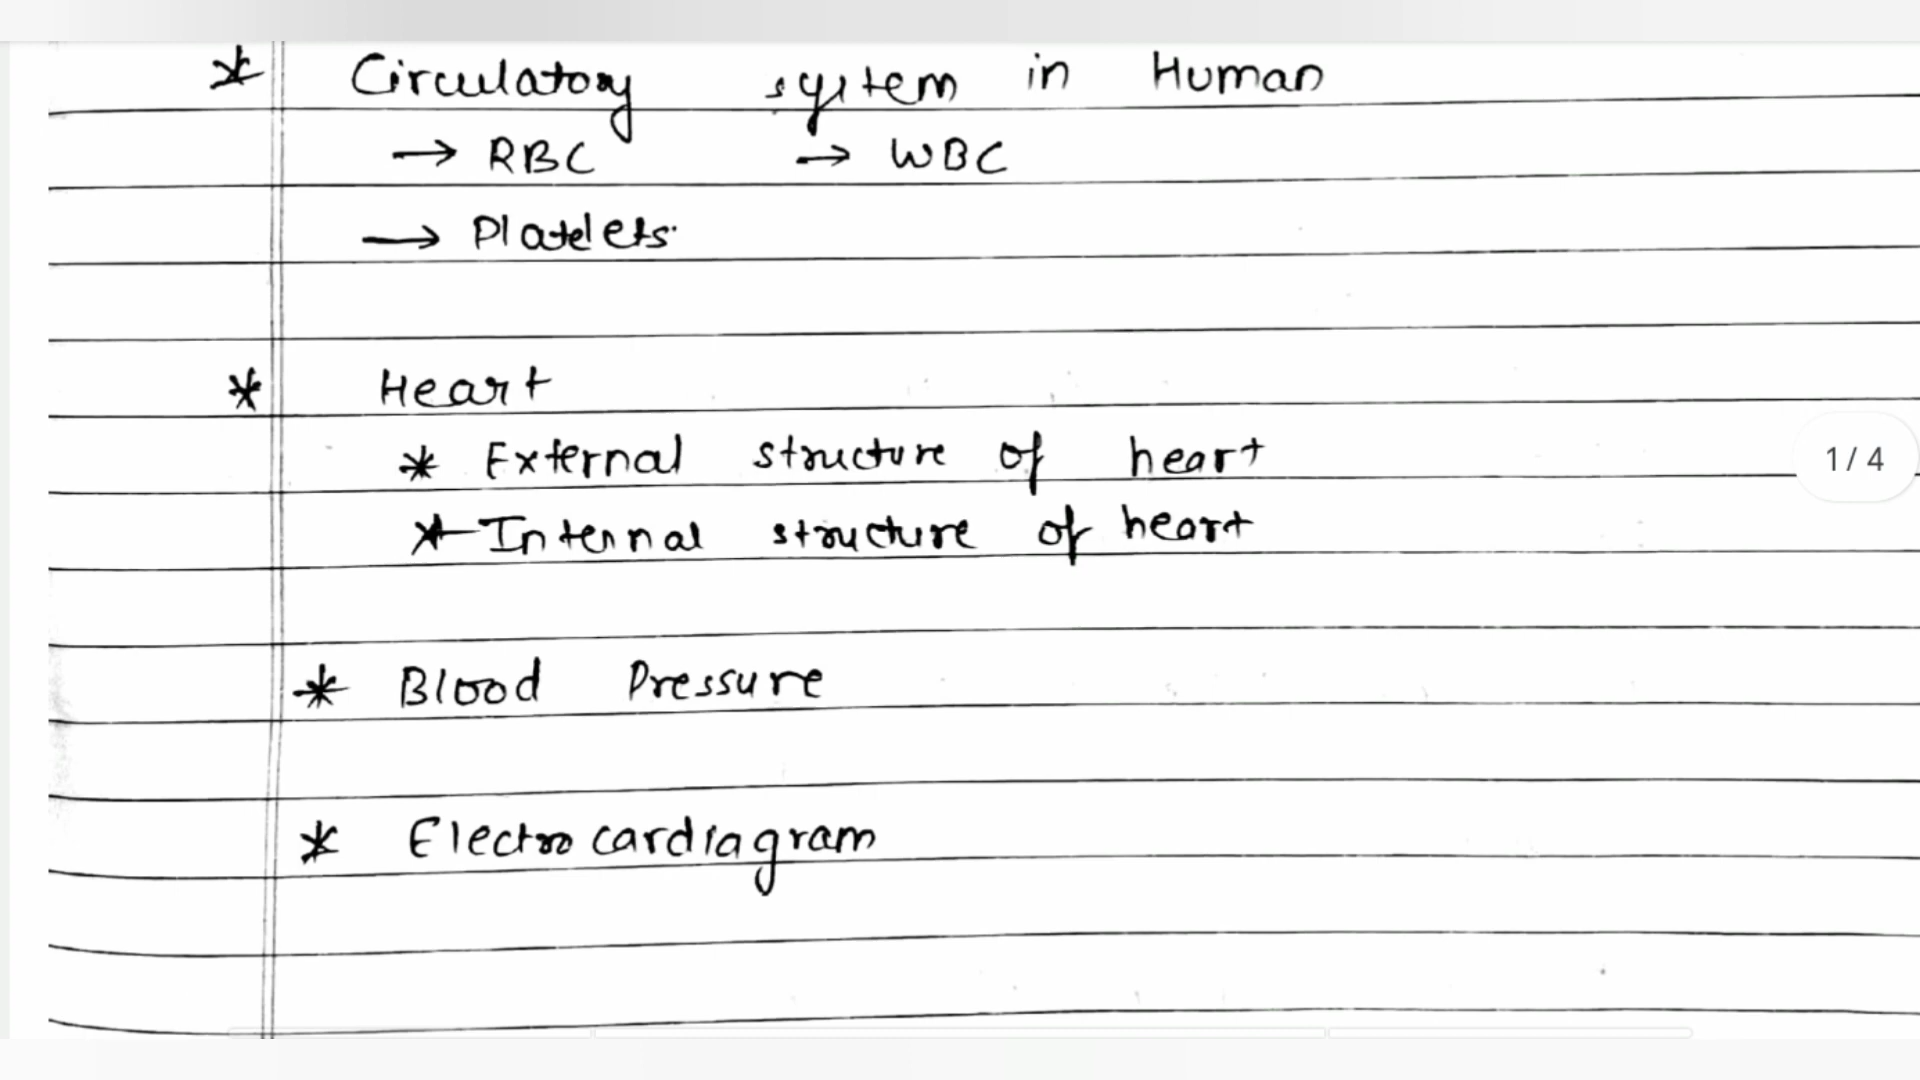 * Circulatory system in Human
→ RBC → WBC
→ Platelets
* Heart
* External structure of heart
1/4
* Internal structure of heart
* Blood Pressure
* Electrocardiagram